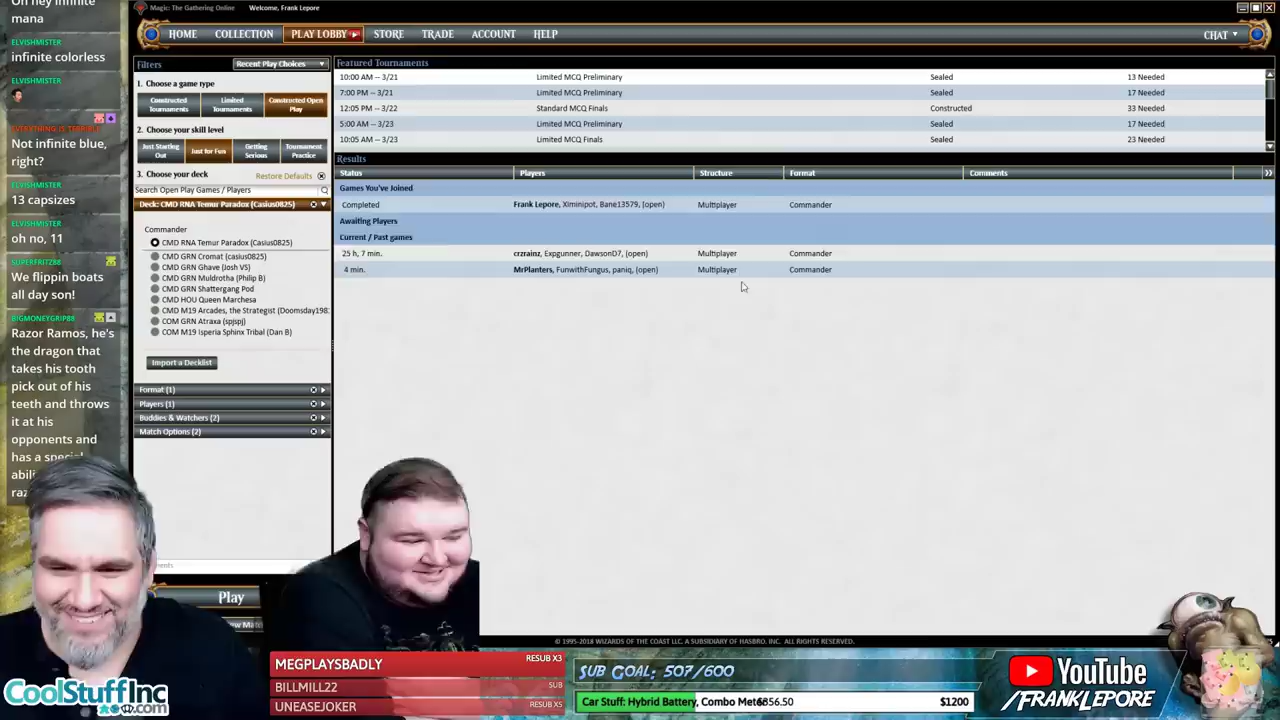 Oh hey infinite
mana
ELVISHMISTER
infinite colorless
ELVISHMISTER
EVERYTHING IS TERRIBLE
Not infinite blue,
right?
ELVISHMISTER
13 capsizes
ELVISHMISTER
oh no, 11
SUPERFRITZ88
We flippin boats
all day son!
BIGMONEYGRIP88
Razor Ramos, he's
the dragon that
takes his tooth
pick out of his
teeth and throws
it at his
opponents and
has a special
Magic: The Gathering Online
Welcome, Frank Lepore
HOME
COLLECTION
PLAY LOBBY
STORE
TRADE
ACCOUNT
HELP
CHAT
Filters
Recent Play Choices
1. Choose a game type
Constructed Tournaments
Limited Tournaments
Constructed Open Play
2. Choose your skill level
Just Starting Out
Just for Fun
Getting Serious
Tournament Practice
3. Choose your deck
Restore Defaults
Search Open Play Games / Players
Deck: CMD RNA Temur Paradox (Casius0825)
Commander
CMD RNA Temur Paradox (Casius0825)
CMD GRN Cromat (casius0825)
CMD GRN Ghave (Josh VS)
CMD GRN Muldrotha (Philip B)
CMD GRN Shattergang Pod
CMD HOU Queen Marchesa
CMD M19 Arcades, the Strategist (Doomsday198
COM GRN Atraxa (spjspj)
COM M19 Isperia Sphinx Tribal (Dan B)
Import a Decklist
Format (1)
Players (1)
Buddies & Watchers (2)
Match Options (2)
Play
Featured Tournaments
10:00 AM -- 3/21 Limited MCQ Preliminary Sealed 13 Needed
7:00 PM -- 3/21 Limited MCQ Preliminary Sealed 17 Needed
12:05 PM -- 3/22 Standard MCQ Finals Constructed 33 Needed
5:00 AM -- 3/23 Limited MCQ Preliminary Sealed 17 Needed
10:05 AM -- 3/23 Limited MCQ Finals Sealed 23 Needed
Results
Status Players Structure Format Comments
Games You've Joined
Completed Frank Lepore, Ximinipot, Bane13579, (open) Multiplayer Commander
Awaiting Players
Current / Past games
25 h, 7 min. crzrainz, Expgunner, DawsonD7, (open) Multiplayer Commander
4 min. MrPlanters, FunwithFungus, paniq, (open) Multiplayer Commander
© 1995-2018 WIZARDS OF THE COAST LLC, A SUBSIDIARY OF HASBRO, INC. ALL RIGHTS RESERVED.
CoolStuffInc
.com
MEGPLAYSBADLY RESUB X3
BILLMILL22 SUB
UNEASEJOKER RESUB X5
SUB GOAL: 507/600
Car Stuff: Hybrid Battery, Combo Mete $356.50 $1200
YouTube
/FRANKLEPORE